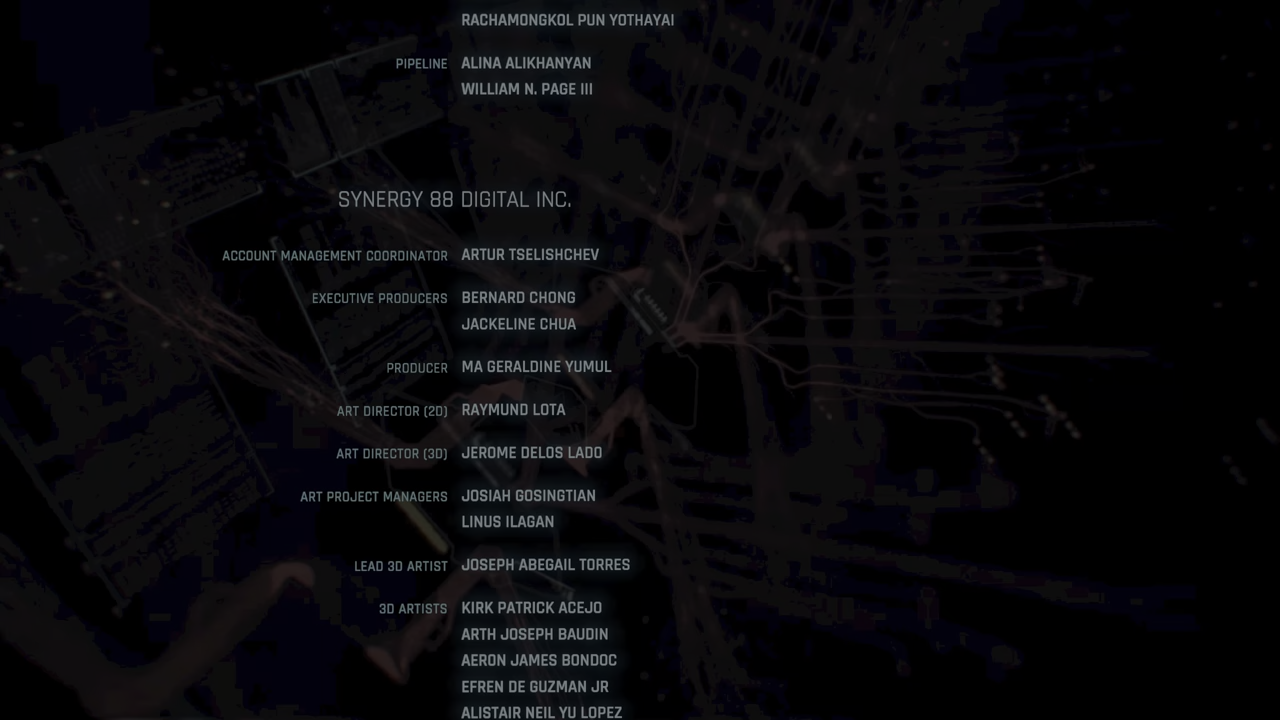 RACHAMONGKOL PUN YOTHAYAI
PIPELINE ALINA ALIKHANYAN
WILLIAM N. PAGE III
SYNERGY 88 DIGITAL INC.
ACCOUNT MANAGEMENT COORDINATOR ARTUR TSELISHCHEV
EXECUTIVE PRODUCERS BERNARD CHONG
JACKELINE CHUA
PRODUCER MA GERALDINE YUMUL
ART DIRECTOR (2D) RAYMUND LOTA
ART DIRECTOR (3D) JEROME DELOS LADO
ART PROJECT MANAGERS JOSIAH GOSINGTIAN
LINUS ILAGAN
LEAD 3D ARTIST JOSEPH ABEGAIL TORRES
3D ARTISTS KIRK PATRICK ACEJO
ARTH JOSEPH BAUDIN
AERON JAMES BONDOC
EFREN DE GUZMAN JR
ALISTAIR NEIL YU LOPEZ